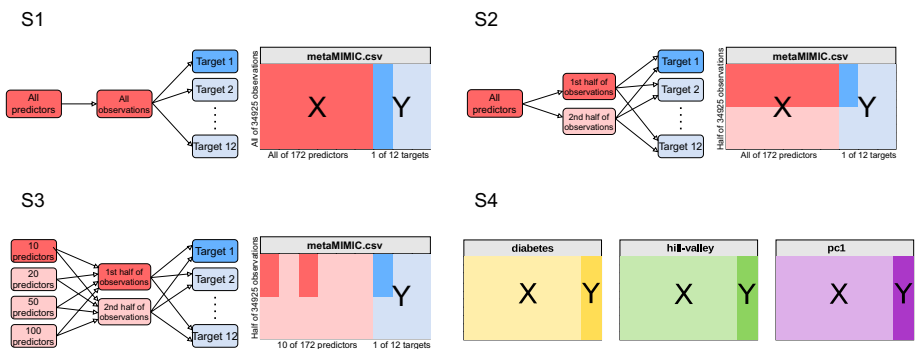 S1
All
predictors
All
observations
Target 1
Target 2
Target 12
metaMIMIC.csv
All of 34925 observations
X
Y
All of 172 predictors
1 of 12 targets
S2
All
predictors
1st half of
observations
2nd half of
observations
Target 1
Target 2
Target 12
metaMIMIC.csv
Half of 34925 observations
X
Y
All of 172 predictors
1 of 12 targets
S3
10
predictors
20
predictors
50
predictors
100
predictors
1st half of
observations
2nd half of
observations
Target 1
Target 2
Target 12
metaMIMIC.csv
Half of 34925 observations
X
Y
10 of 172 predictors
1 of 12 targets
S4
diabetes
X
Y
hill-valley
X
Y
pc1
X
Y